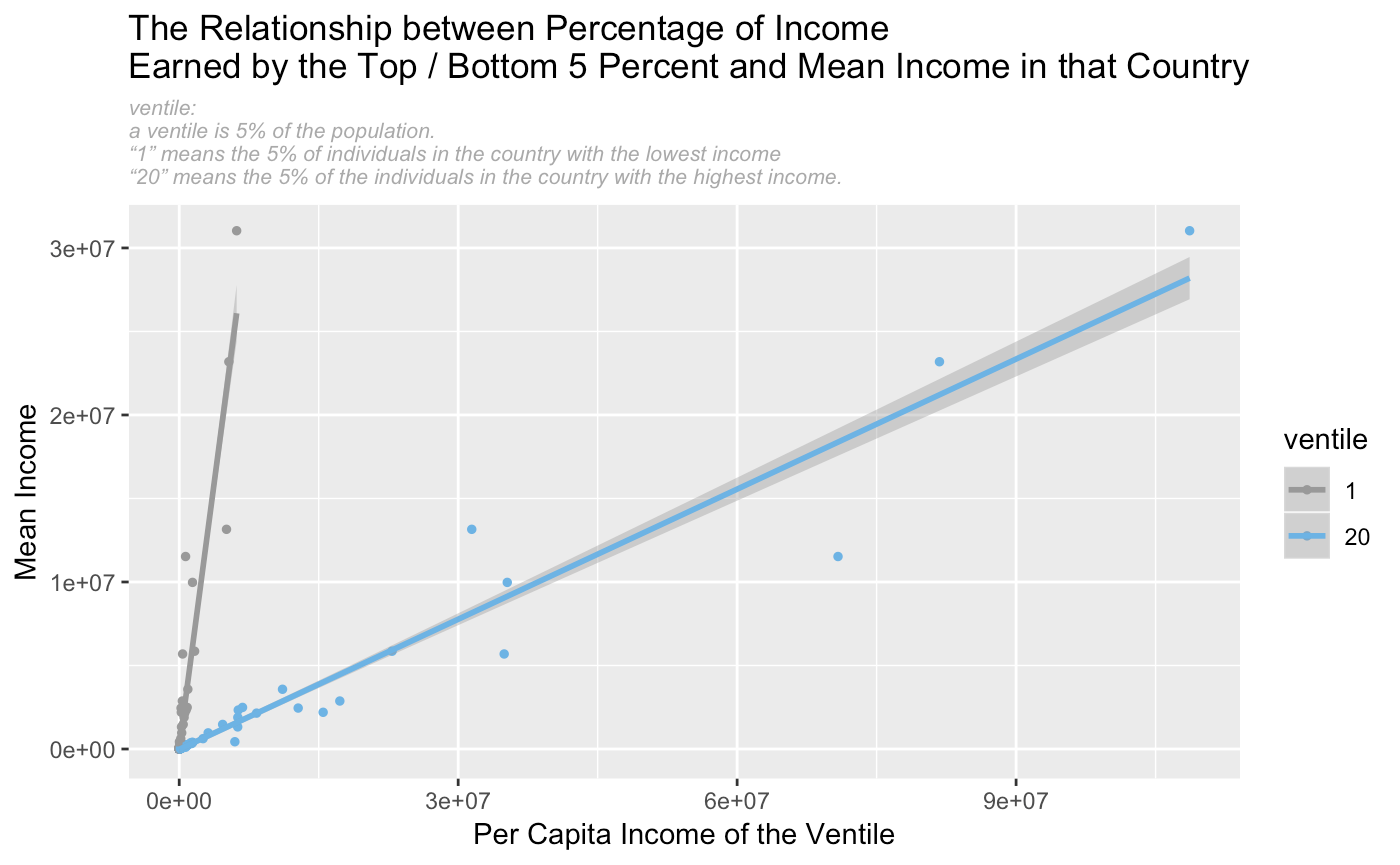 The Relationship between Percentage of Income
Earned by the Top / Bottom 5 Percent and Mean Income in that Country
ventile:
a ventile is 5% of the population.
“1” means the 5% of individuals in the country with the lowest income
“20” means the 5% of the individuals in the country with the highest income.
3e+07
2e+07
1e+07
0e+00
Mean Income
0e+00
3e+07
6e+07
9e+07
Per Capita Income of the Ventile
ventile
1
20